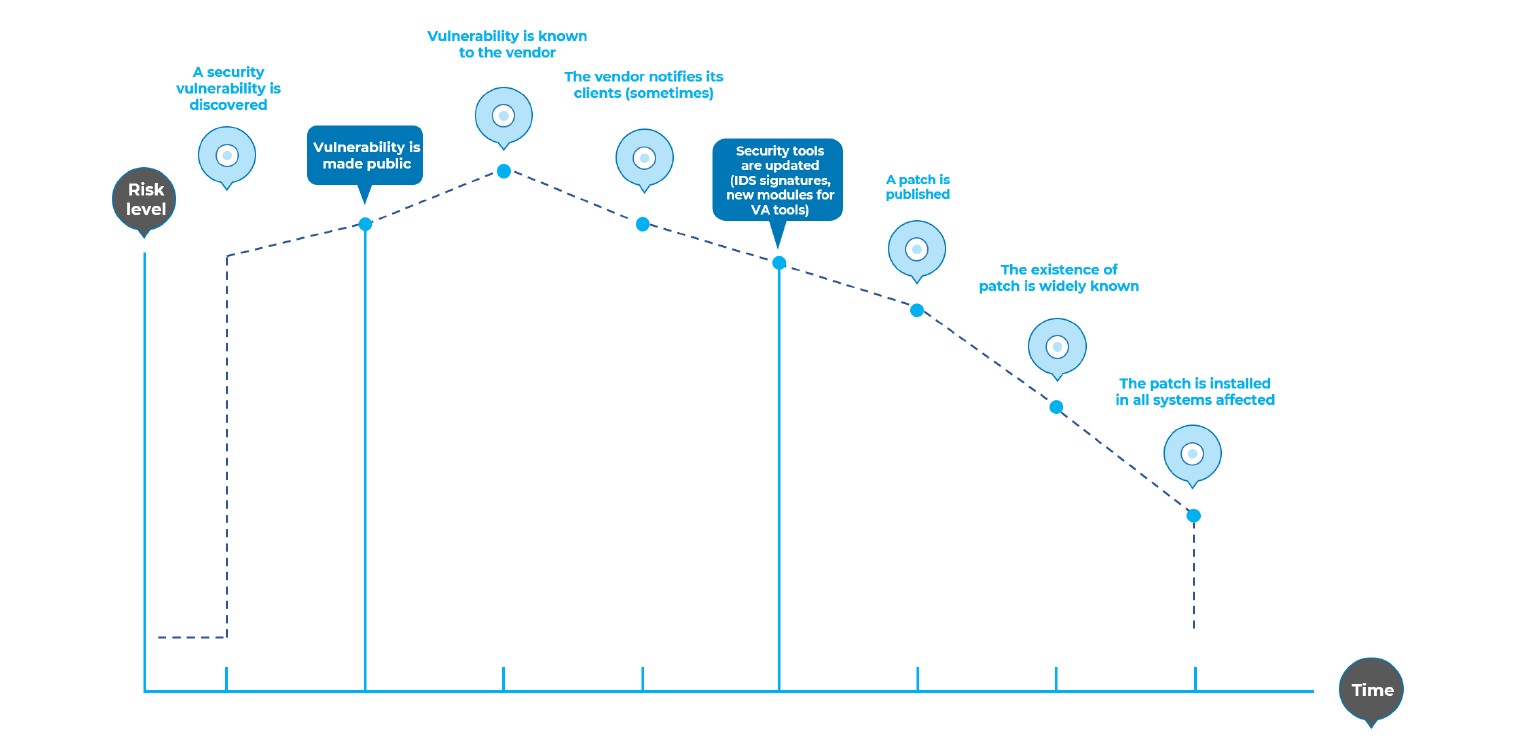 Vulnerability is known
to the vendor
A security
vulnerability is
discovered
The vendor notifies its
clients (sometimes)
Vulnerability is
made public
Security tools
are updated
(IDS signatures,
new modules for
VA tools)
Risk
level
A patch is
published
The existence of
patch is widely known
The patch is installed
in all systems affected
Time